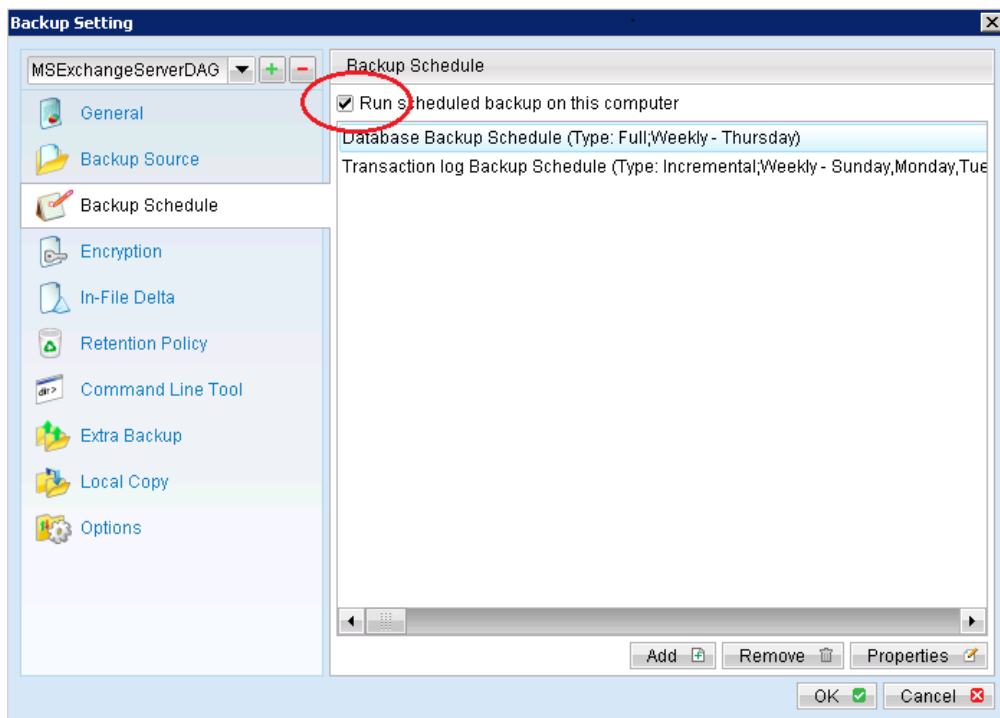 Backup Setting
MSExchangeServerDAG
General
Backup Source
Backup Schedule
Encryption
In-File Delta
Retention Policy
dir>
Command Line Tool
Extra Backup
Local Copy
Options
Backup Schedule
Run scheduled backup on this computer
Database Backup Schedule (Type: Full;Weekly - Thursday)
Transaction log Backup Schedule (Type: Incremental;Weekly - Sunday,Monday,Tue
Add Remove Properties
OK Cancel